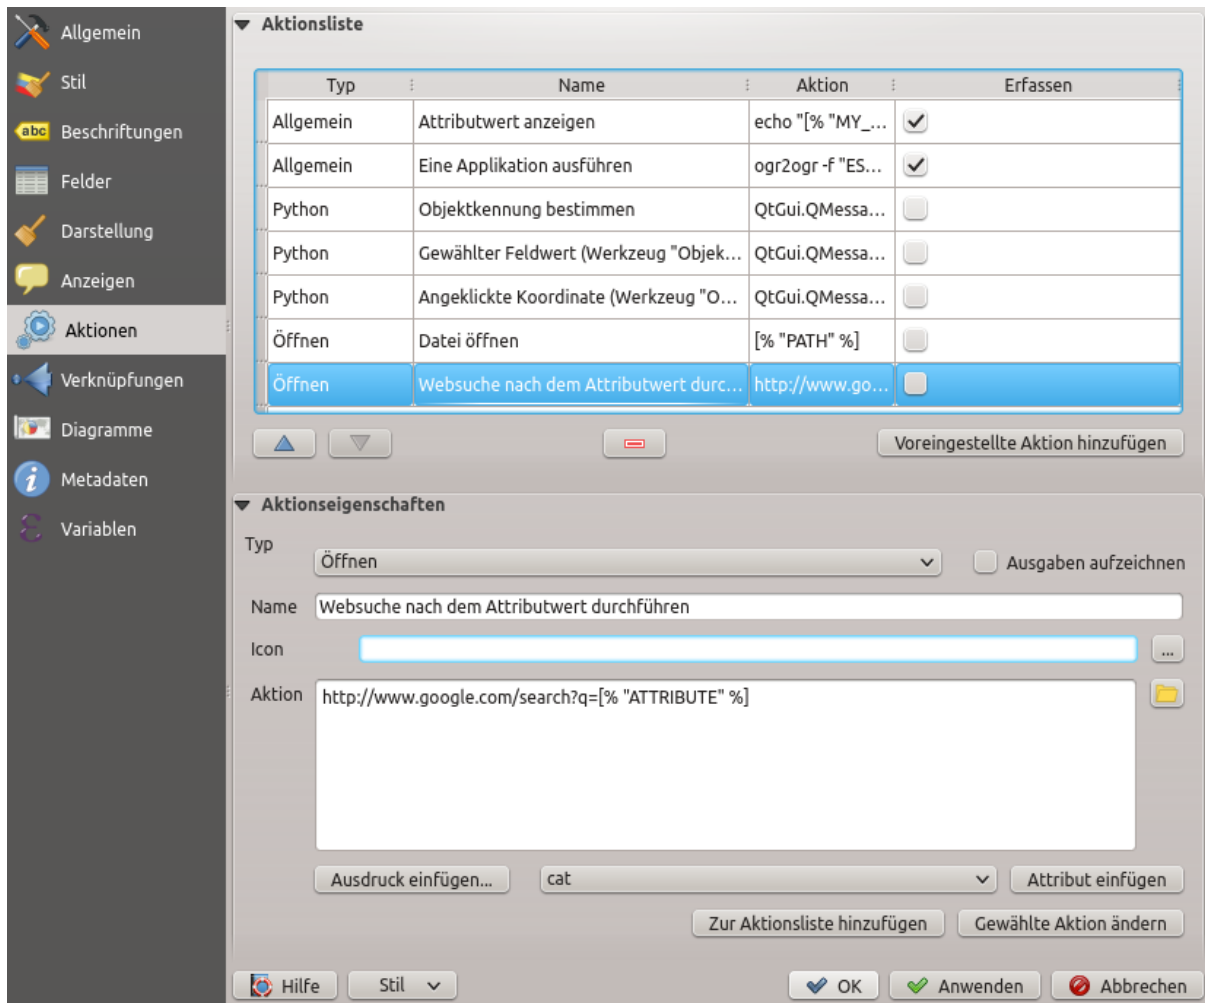 Allgemein
Stil
abc Beschriftungen
Felder
Darstellung
Anzeigen
Aktionen
Verknüpfungen
Diagramme
Metadaten
Variablen
Aktionsliste
Typ Name Aktion Erfassen
Allgemein Attributwert anzeigen echo "[% "MY_...
Allgemein Eine Applikation ausführen ogr2ogr -f "ES...
Python Objektkennung bestimmen QtGui.QMessa...
Python Gewählter Feldwert (Werkzeug "Objek... QtGui.QMessa...
Python Angeklickte Koordinate (Werkzeug "O... QtGui.QMessa...
Öffnen Datei öffnen [% "PATH" %]
Öffnen Websuche nach dem Attributwert durc... http://www.go...
Voreingestellte Aktion hinzufügen
Aktionseigenschaften
Typ
Öffnen
Ausgaben aufzeichnen
Name Websuche nach dem Attributwert durchführen
Icon ...
Aktion http://www.google.com/search?q=[% "ATTRIBUTE" %]
Ausdruck einfügen... cat Attribut einfügen
Zur Aktionsliste hinzufügen Gewählte Aktion ändern
Hilfe Stil OK Anwenden Abbrechen